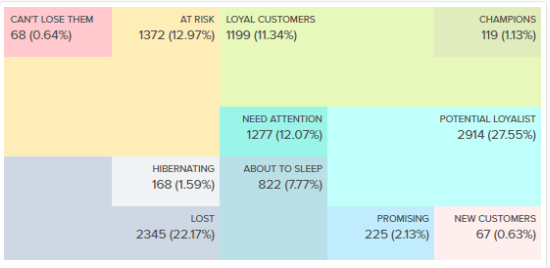 CAN'T LOSE THEM
68 (0.64%)
AT RISK
1372 (12.97%)
LOYAL CUSTOMERS
1199 (11.34%)
CHAMPIONS
119 (1.13%)
NEED ATTENTION
1277 (12.07%)
POTENTIAL LOYALIST
2914 (27.55%)
HIBERNATING
168 (1.59%)
ABOUT TO SLEEP
822 (7.77%)
LOST
2345 (22.17%)
PROMISING
225 (2.13%)
NEW CUSTOMERS
67 (0.63%)